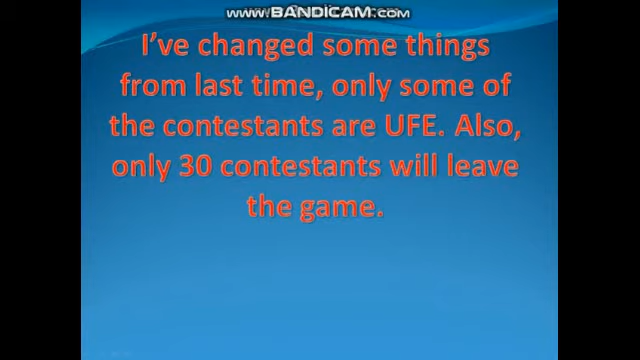 www.BANDICAM.com
I’ve changed some things
from last time, only some of
the contestants are UFE. Also,
only 30 contestants will leave
the game.